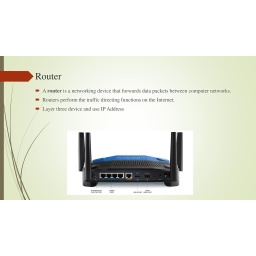 Router
A router is a networking device that forwards data packets between computer networks.
Routers perform the traffic directing functions on the Internet.
Layer three device and use IP Address